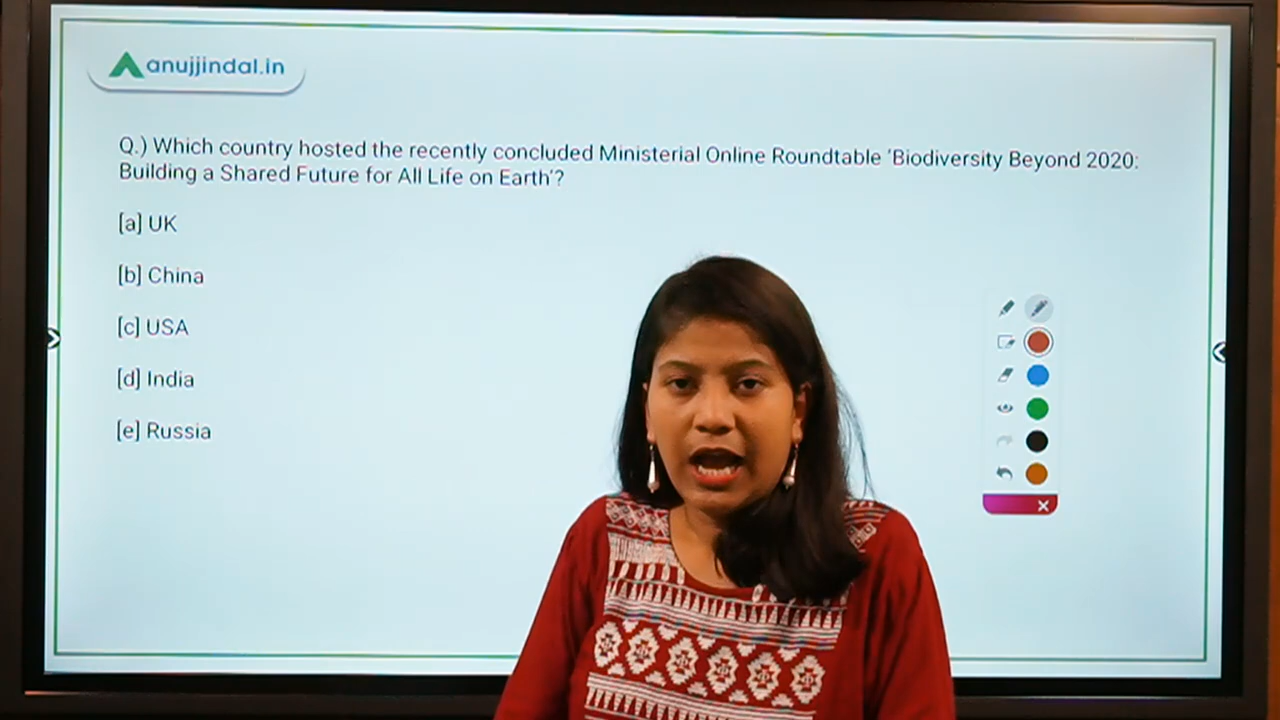 anujjindal.in
Q.) Which country hosted the recently concluded Ministerial Online Roundtable ‘Biodiversity Beyond 2020:
Building a Shared Future for All Life on Earth’?
[a] UK
[b] China
[c] USA
[d] India
[e] Russia